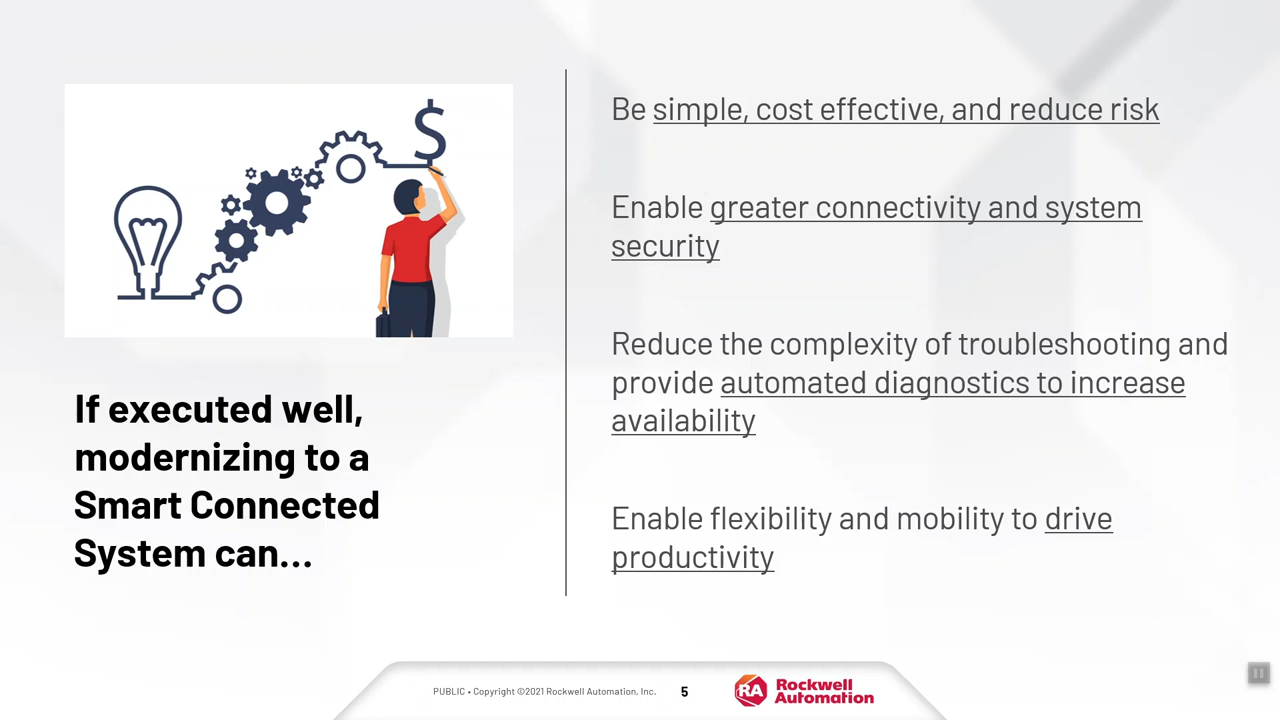 $
If executed well,
modernizing to a
Smart Connected
System can...
Be simple, cost effective, and reduce risk
Enable greater connectivity and system
security
Reduce the complexity of troubleshooting and
provide automated diagnostics to increase
availability
Enable flexibility and mobility to drive
productivity
PUBLIC • Copyright ©2021 Rockwell Automation, Inc.
5
RA
Rockwell
Automation